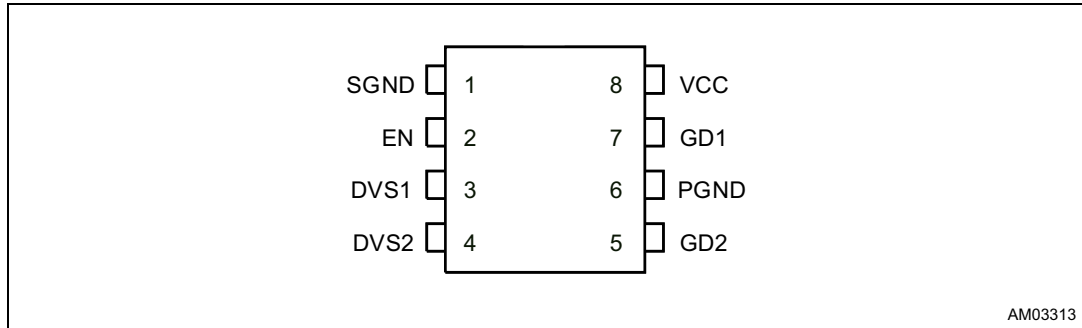 SGND 1 8 VCC
EN 2 7 GD1
DVS1 3 6 PGND
DVS2 4 5 GD2
AM03313